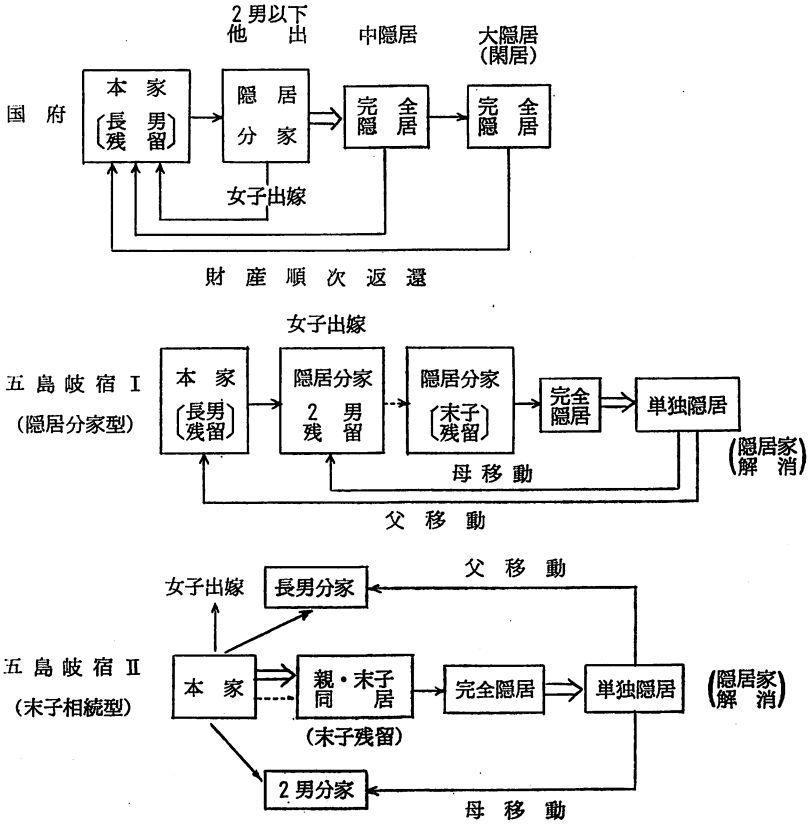 2男以下
他出
中隠居
大隠居
(閑居)
国府
本家
〔長男
残留〕
隠居
分家
完全
隠居
完全
隠居
女子出嫁
財産順次返還
女子出嫁
五島岐宿Ⅰ
(隠居分家型)
本家
〔長男
残留〕
隠居分家
2男
残留
隠居分家
〔末子
残留〕
完全
隠居
単独隠居
(隠居家
解消)
母移動
父移動
父移動
女子出嫁
長男分家
五島岐宿Ⅱ
(末子相続型)
本家
親・末子
同居
(末子残留)
完全隠居
単独隠居
(隠居家
解消)
2男分家
母移動